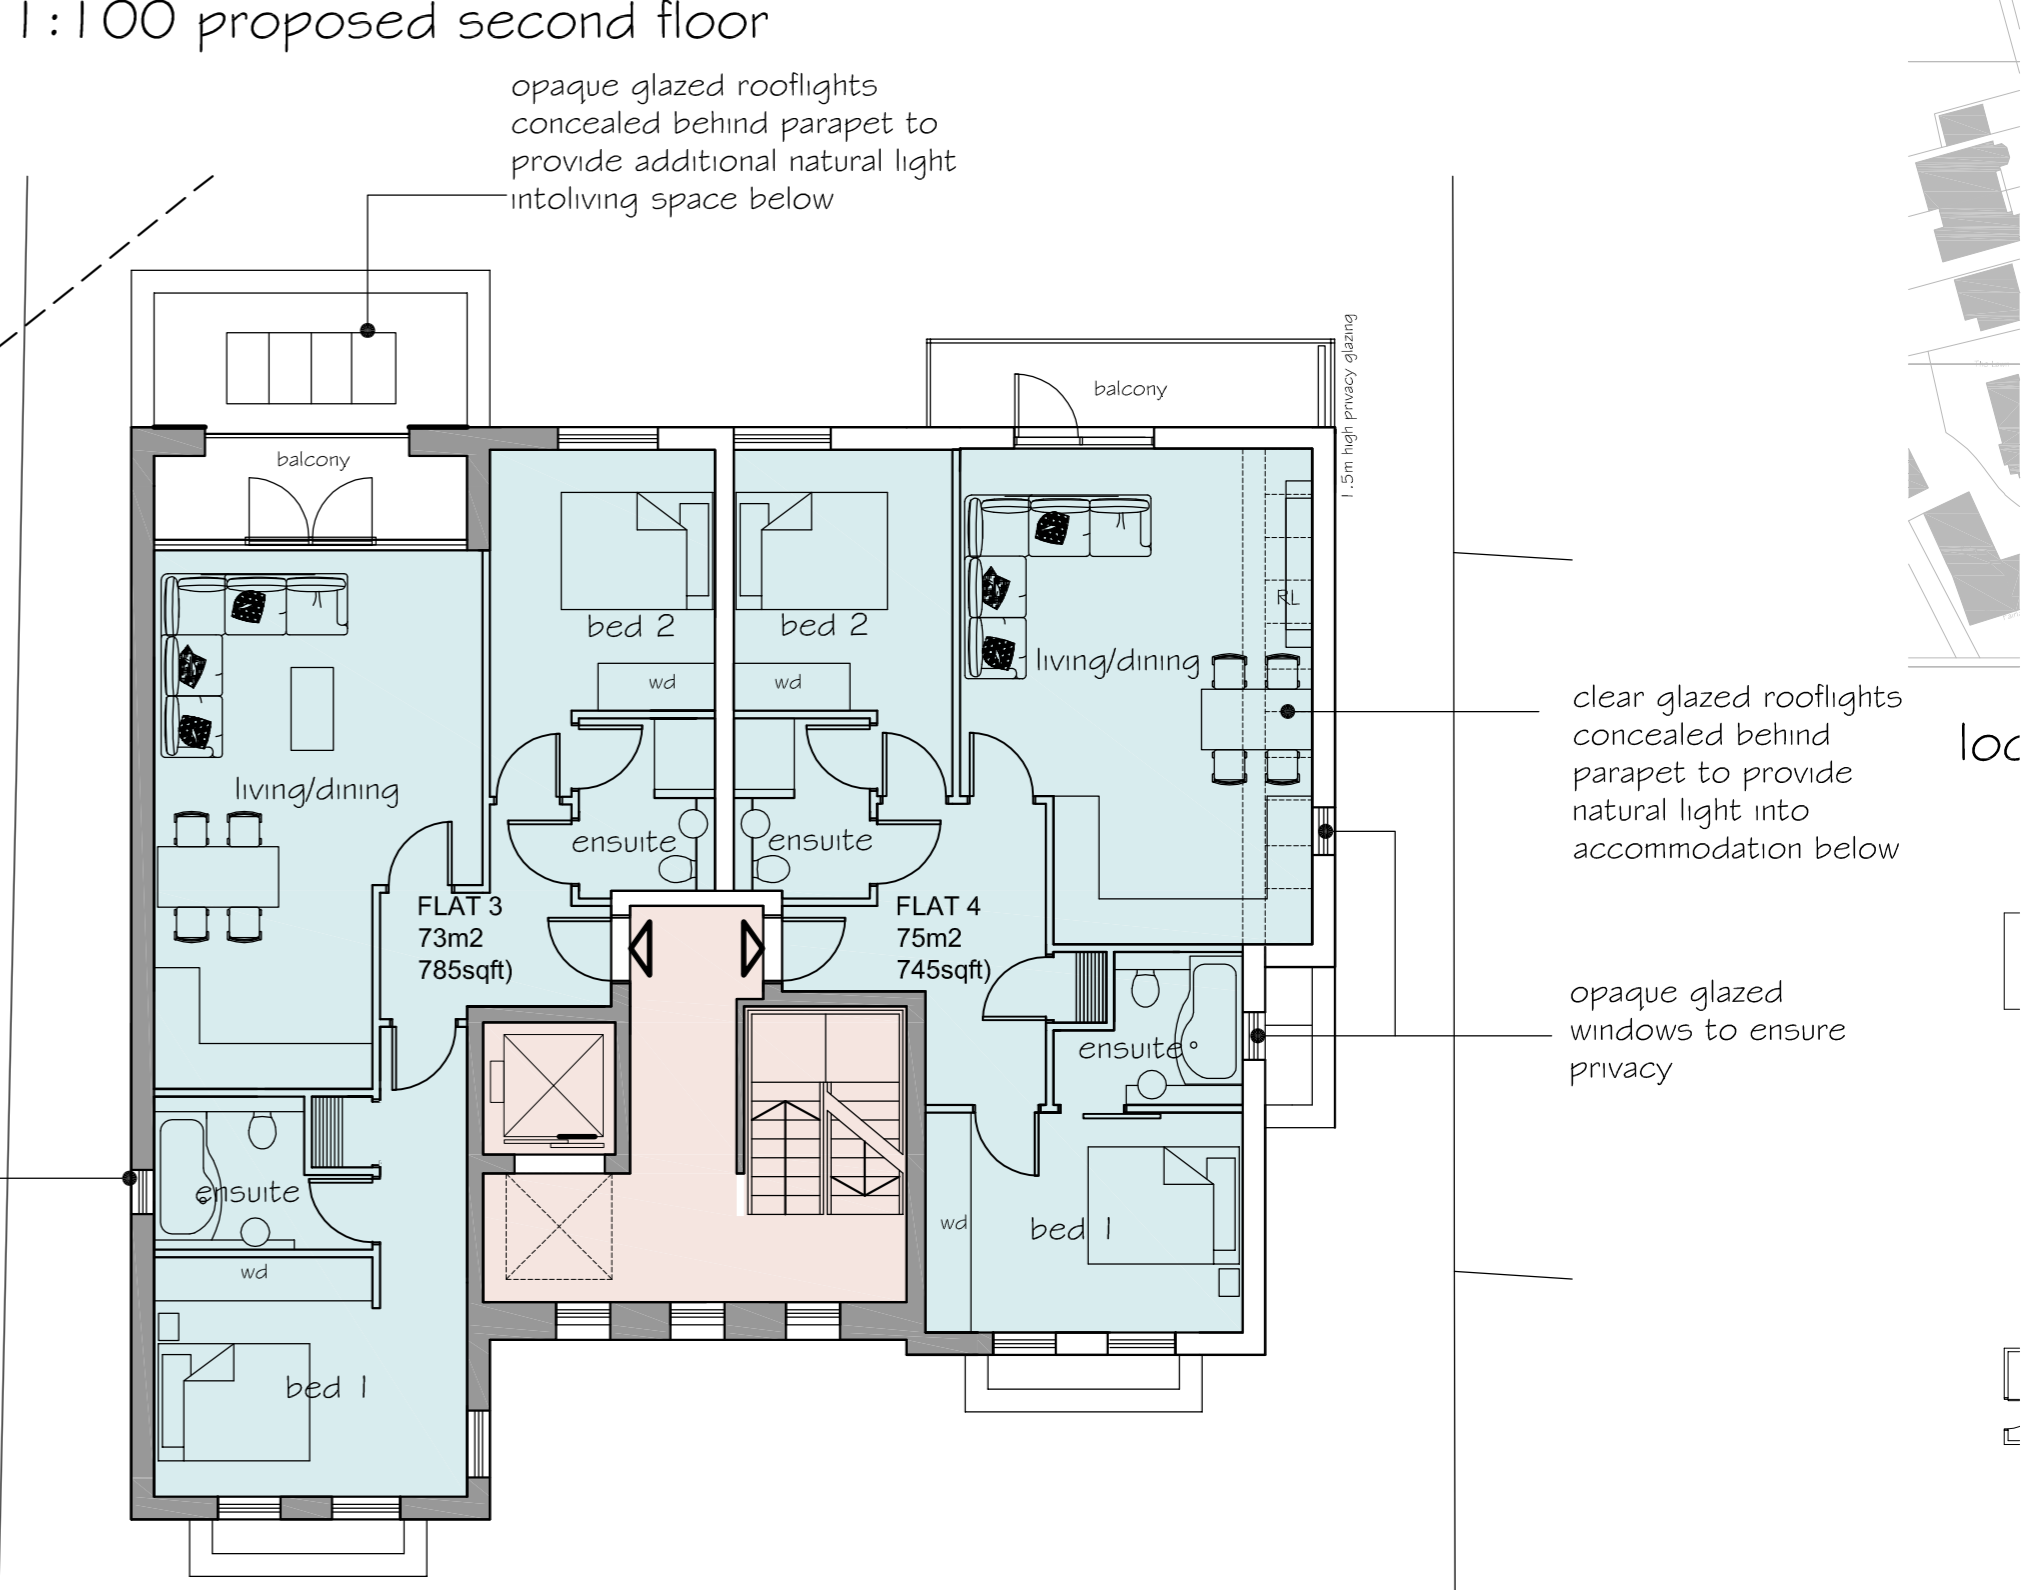 1:100 proposed second floor
opaque glazed rooflights
concealed behind parapet to
provide additional natural light
intoliving space below
balcony
1.5m high privacy glazing
balcony
bed 2
bed 2
RL
living/dining
wd
wd
clear glazed rooflights
concealed behind
parapet to provide
natural light into
accommodation below
loc
living/dining
ensuite
ensuite
FLAT 3
73m2
785sqft)
FLAT 4
75m2
745sqft)
opaque glazed
windows to ensure
privacy
ensuite
ensuite
wd
bed 1
wd
bed 1